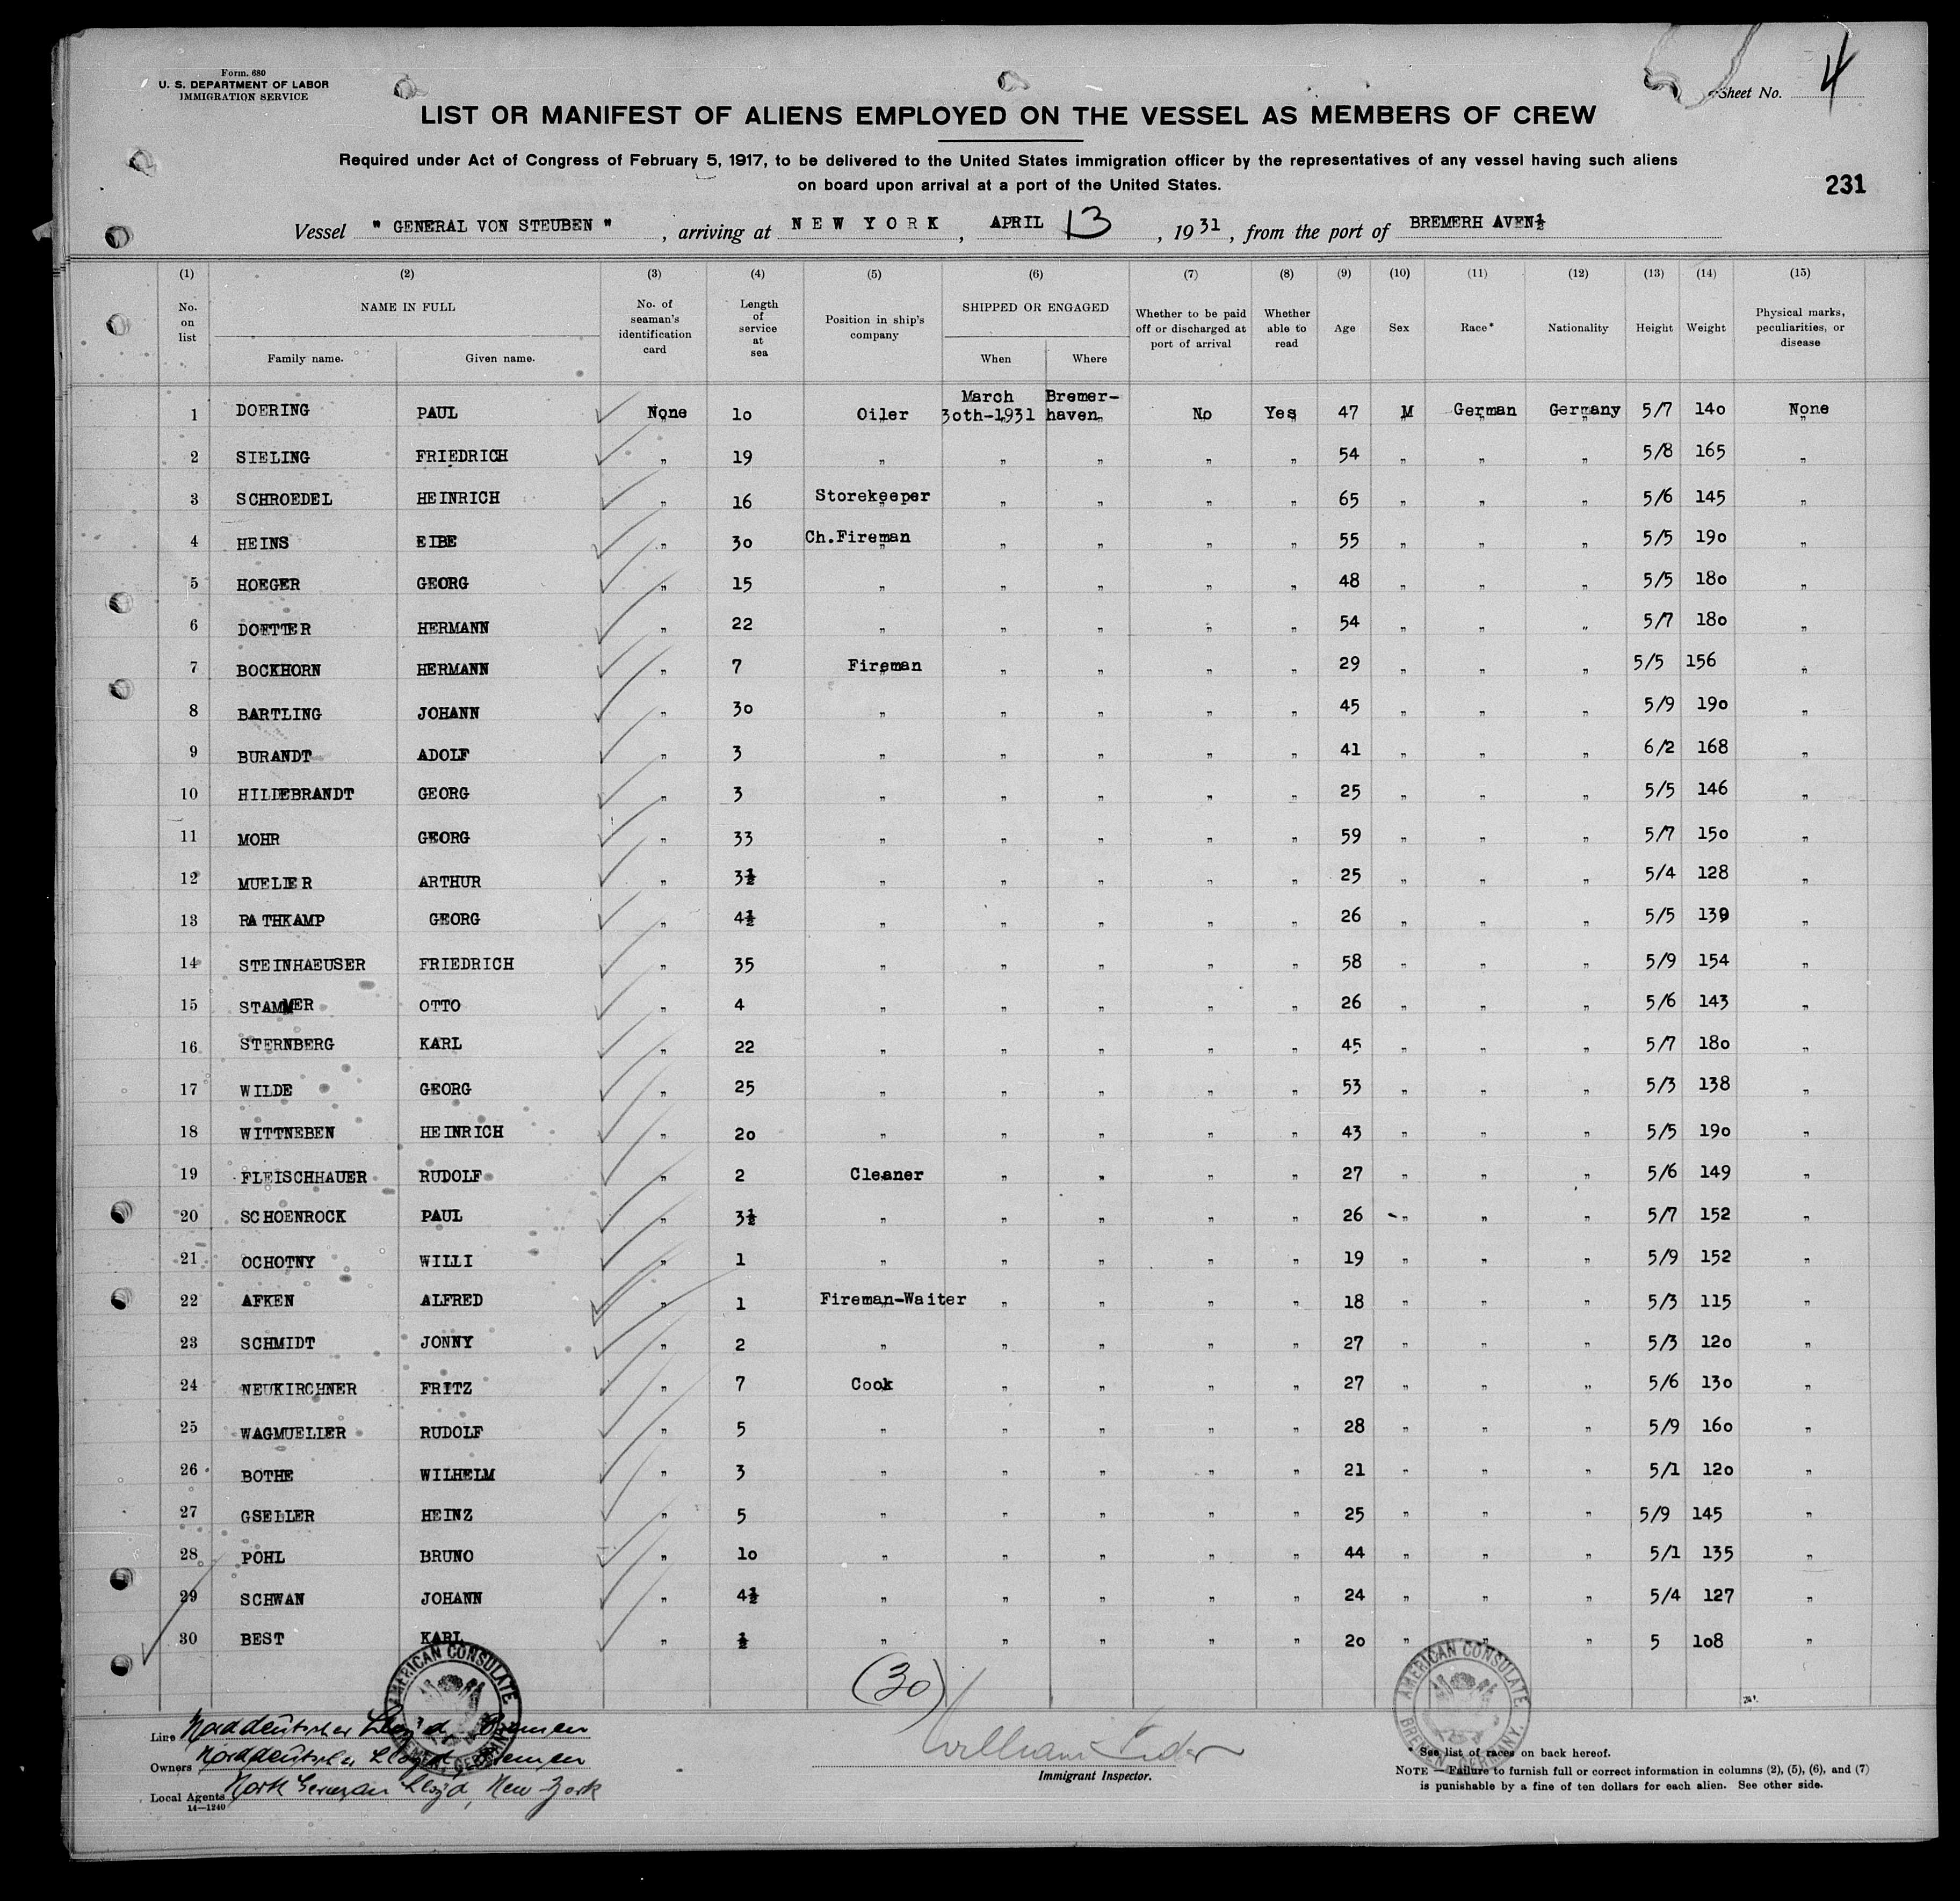 Form. 680
U. S. DEPARTMENT OF LABOR
IMMIGRATION SERVICE
Sheet No. 4
LIST OR MANIFEST OF ALIENS EMPLOYED ON THE VESSEL AS MEMBERS OF CREW
Required under Act of Congress of February 5, 1917, to be delivered to the United States immigration officer by the representatives of any vessel having such aliens
on board upon arrival at a port of the United States.
231
Vessel " GENERAL VON STEUBEN " , arriving at NEW YORK , APRIL 13 , 1931 , from the port of BREMERH AVEN½
(1) (2) (3) (4) (5) (6) (7) (8) (9) (10) (11) (12) (13) (14) (15)
No. on list NAME IN FULL Family name. Given name. No. of seaman's identification card Length of service at sea Position in ship's company SHIPPED OR ENGAGED When Where Whether to be paid off or discharged at port of arrival Whether able to read Age Sex Race* Nationality Height Weight Physical marks, peculiarities, or disease
1 DOERING PAUL None 10 Oiler March 30th-1931 Bremerhaven No Yes 47 M German Germany 5/7 140 None
2 SIELING FRIEDRICH " 19 " " " " " 54 " " " 5/8 165 "
3 SCHROEDEL HEINRICH " 16 Storekeeper " " " " 65 " " " 5/6 145 "
4 HEINS EIBE " 30 Ch.Fireman " " " " 55 " " " 5/5 190 "
5 HOEGER GEORG " 15 " " " " " 48 " " " 5/5 180 "
6 DOETTER HERMANN " 22 " " " " " 54 " " " 5/7 180 "
7 BOCKHORN HERMANN " 7 Fireman " " " " 29 " " " 5/5 156 "
8 BARTLING JOHANN " 30 " " " " " 45 " " " 5/9 190 "
9 BURANDT ADOLF " 3 " " " " " 41 " " " 6/2 168 "
10 HILDEBRANDT GEORG " 3 " " " " " 25 " " " 5/5 146 "
11 MOHR GEORG " 33 " " " " " 59 " " " 5/7 150 "
12 MUELLER ARTHUR " 3½ " " " " " 25 " " " 5/4 128 "
13 RATHKAMP GEORG " 4½ " " " " " 26 " " " 5/5 139 "
14 STEINHAEUSER FRIEDRICH " 35 " " " " " 58 " " " 5/9 154 "
15 STAMMER OTTO " 4 " " " " " 26 " " " 5/6 143 "
16 STERNBERG KARL " 22 " " " " " 45 " " " 5/7 180 "
17 WILDE GEORG " 25 " " " " " 53 " " " 5/3 138 "
18 WITTNEBEN HEINRICH " 20 " " " " " 43 " " " 5/5 190 "
19 FLEISCHHAUER RUDOLF " 2 Cleaner " " " " 27 " " " 5/6 149 "
20 SCHOENROCK PAUL " 3½ " " " " " 26 " " " 5/7 152 "
21 OCHOTNY WILLI " 1 " " " " " 19 " " " 5/9 152 "
22 AFKEN ALFRED " 1 Fireman-Waiter " " " " 18 " " " 5/3 115 "
23 SCHMIDT JONNY " 2 " " " " " 27 " " " 5/3 120 "
24 NEUKIRCHNER FRITZ " 7 Cook " " " " 27 " " " 5/6 130 "
25 WAGMUELLER RUDOLF " 5 " " " " " 28 " " " 5/9 160 "
26 BOTHE WILHELM " 3 " " " " " 21 " " " 5/1 120 "
27 GSELLER HEINZ " 5 " " " " " 25 " " " 5/9 145 "
28 POHL BRUNO " 10 " " " " " 44 " " " 5/1 135 "
29 SCHWAN JOHANN " 4½ " " " " " 24 " " " 5/4 127 "
30 BEST KARL " ½ " " " " " 20 " " " 5 108 "
(30)
AMERICAN CONSULATE BREMEN, GERMANY.
AMERICAN CONSULATE BREMEN, GERMANY.
Line Norddeutscher Lloyd, Bremen
Owners Norddeutscher Lloyd, Bremen
Local Agents North German Lloyd, New York
14—1240
William
Immigrant Inspector.
* See list of races on back hereof.
NOTE.—Failure to furnish full or correct information in columns (2), (5), (6), and (7)
is punishable by a fine of ten dollars for each alien. See other side.